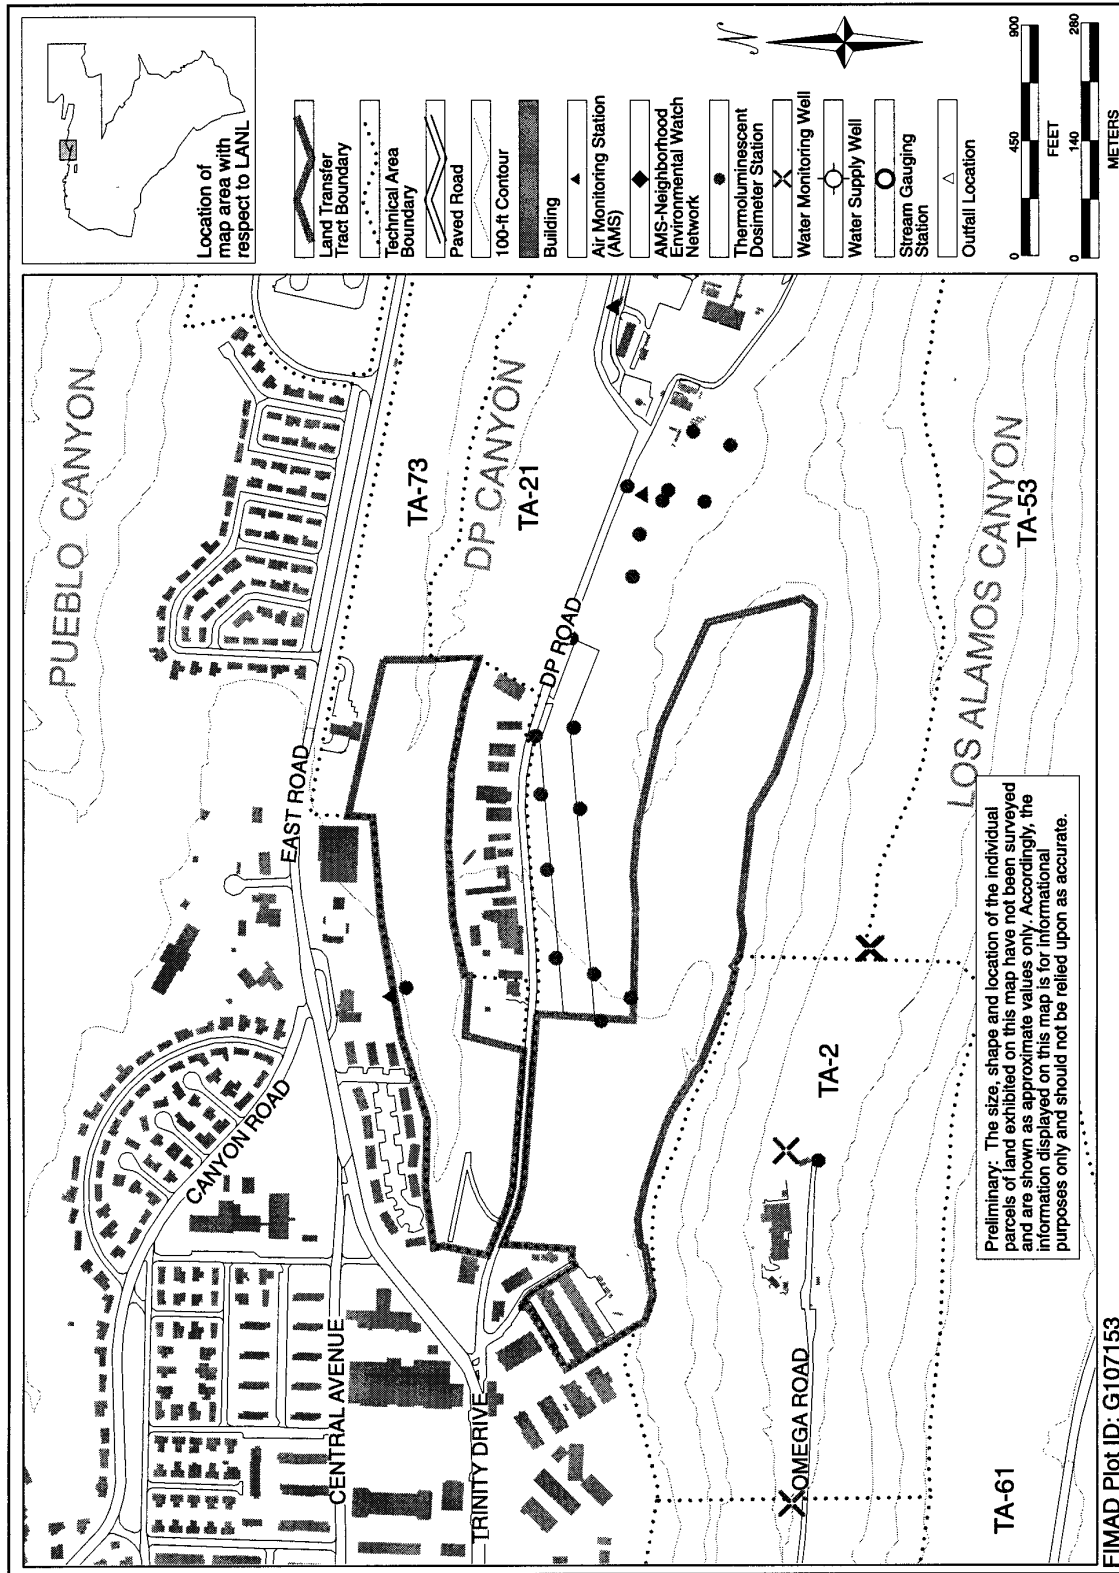 PUEBLO CANYON
CANYON ROAD
EAST ROAD
CENTRAL AVENUE
TRINITY DRIVE
TA-73
DP CANYON
TA-21
DP ROAD
OMEGA ROAD
TA-2
LOS ALAMOS CANYON
TA-53
TA-61
Preliminary: The size, shape and location of the individual
parcels of land exhibited on this map have not been surveyed
and are shown as approximate values only. Accordingly, the
information displayed on this map is for informational
purposes only and should not be relied upon as accurate.
Location of
map area with
respect to LANL
Land Transfer
Tract Boundary
Technical Area
Boundary
Paved Road
100-ft Contour
Building
Air Monitoring Station
(AMS)
AMS-Neighborhood
Environmental Watch
Network
Thermoluminescent
Dosimeter Station
Water Monitoring Well
Water Supply Well
Stream Gauging
Station
Outfall Location
N
0 450 900
FEET
0 140 280
METERS
FIMAD Plot ID: G107153